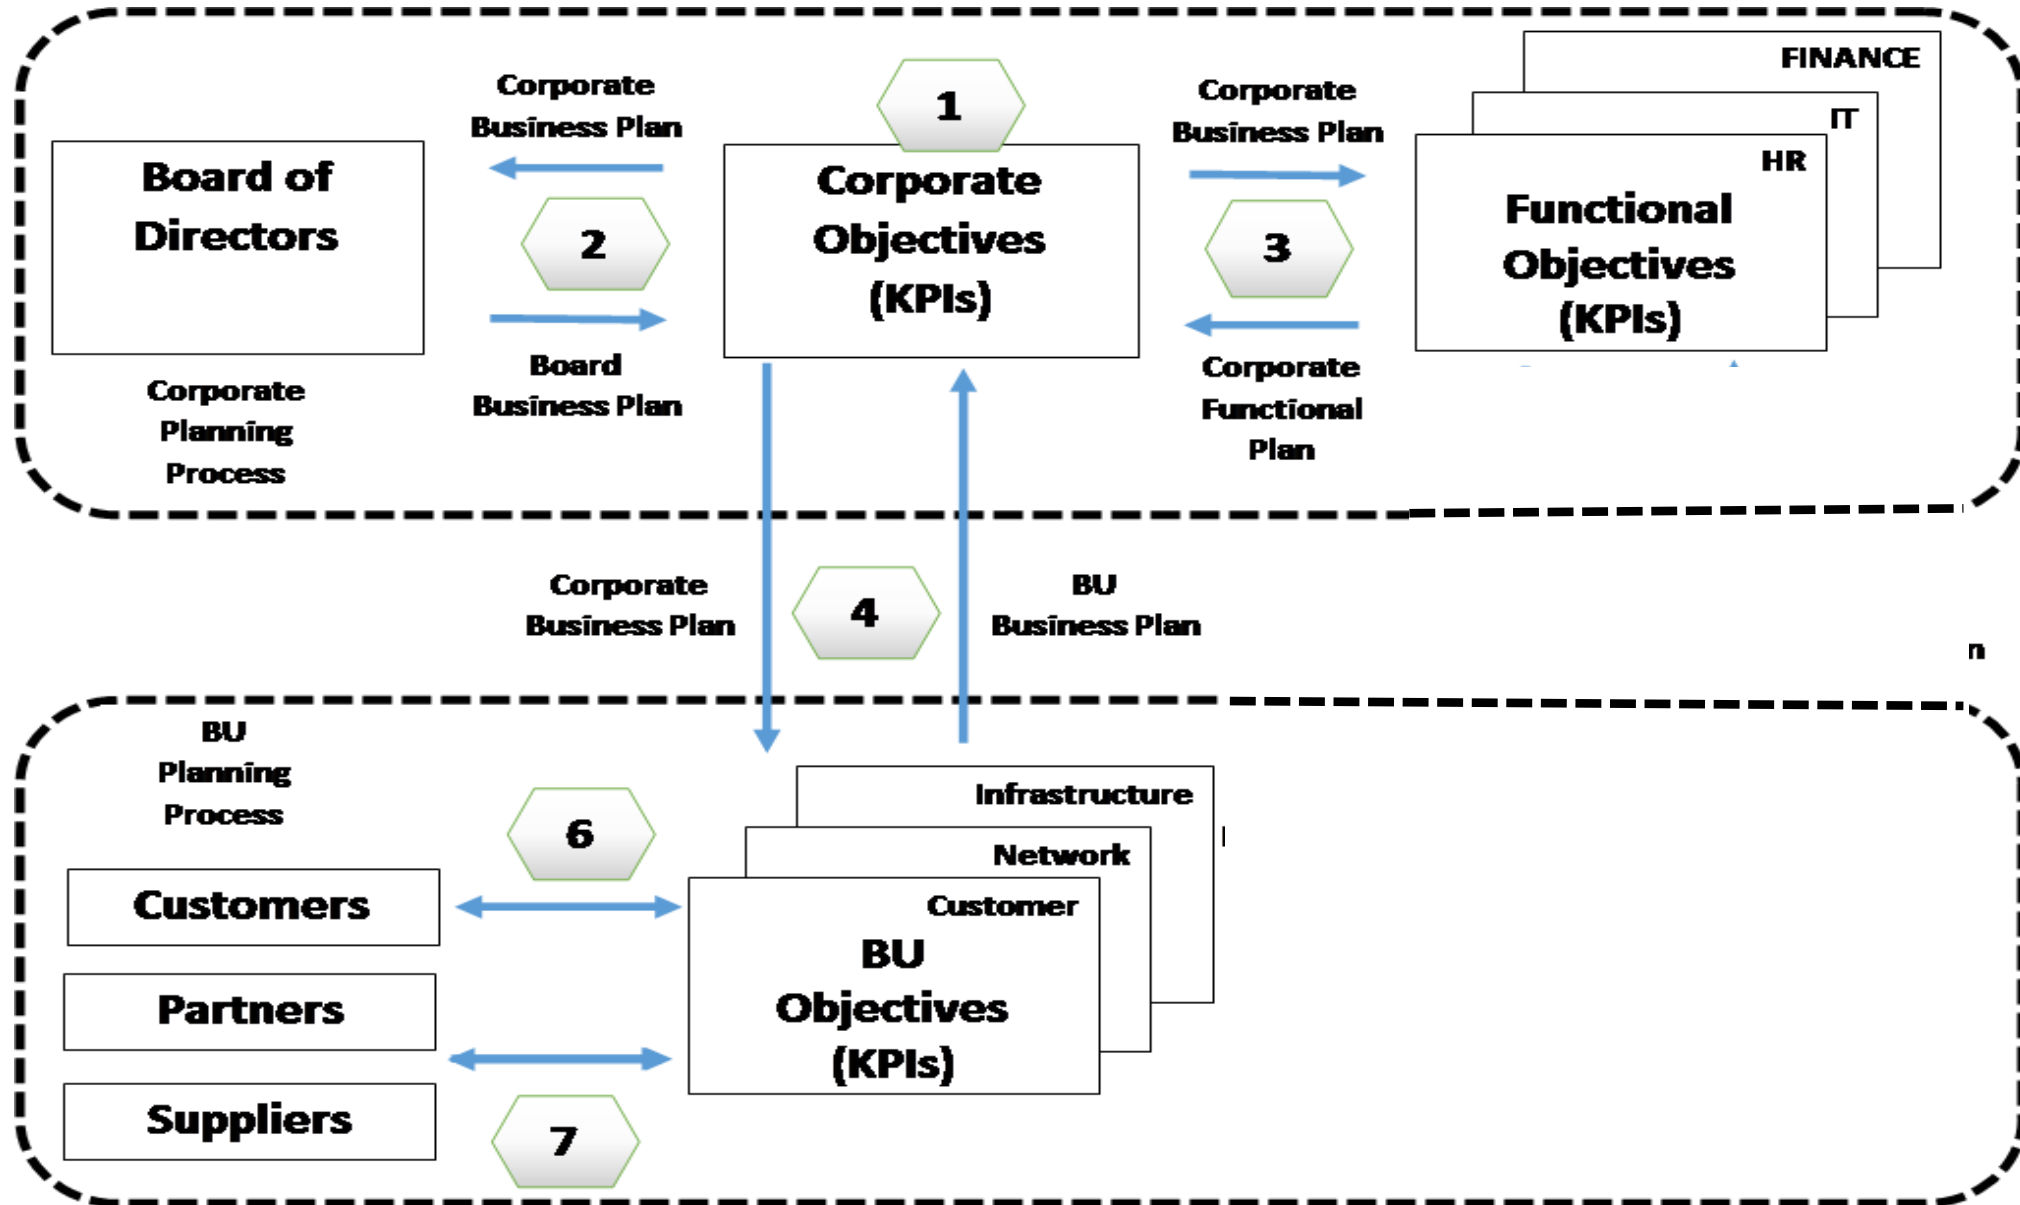 FINANCE
IT
HR
Corporate
Business Plan
1
Corporate
Business Plan
Board of
Directors
Corporate
Objectives
(KPIs)
Functional
Objectives
(KPIs)
2
3
Board
Business Plan
Corporate
Functional
Plan
Corporate
Planning
Process
Corporate
Business Plan
4
BU
Business Plan
n
BU
Planning
Process
Infrastructure
Network
Customer
6
Customers
BU
Objectives
(KPIs)
Partners
Suppliers
7